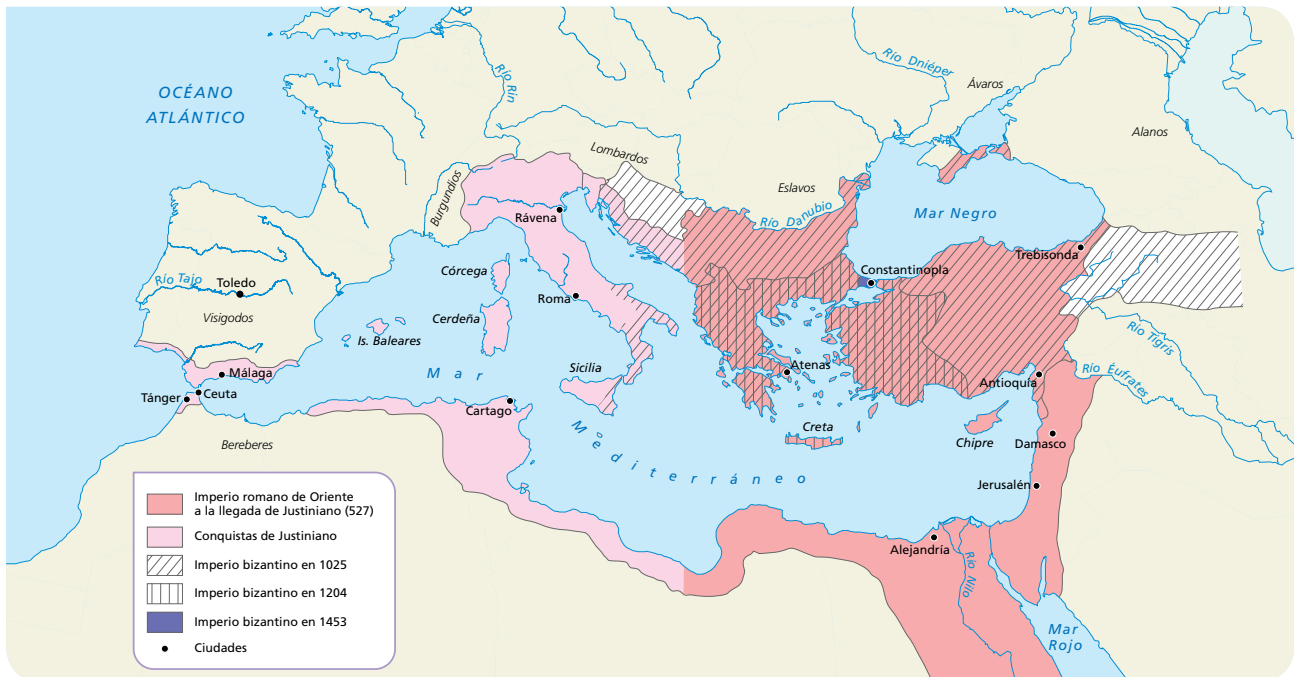 OCÉANO
ATLÁNTICO
Río Rin
Río Dniéper
Ávaros
Alanos
Lombardos
Burgundios
Eslavos
Río Danubio
Mar Negro
Rávena
Trebisonda
Constantinopla
Córcega
Río Tajo
Toledo
Roma
Visigodos
Cerdeña
Is. Baleares
Río Tigris
Sicilia
Atenas
Río Éufrates
Málaga
Mar
Antioquía
Tánger
Ceuta
Cartago
Creta
Chipre
Damasco
Bereberes
Mediterráneo
Jerusalén
Alejandría
Río Nilo
Mar
Rojo
Imperio romano de Oriente
a la llegada de Justiniano (527)
Conquistas de Justiniano
Imperio bizantino en 1025
Imperio bizantino en 1204
Imperio bizantino en 1453
Ciudades